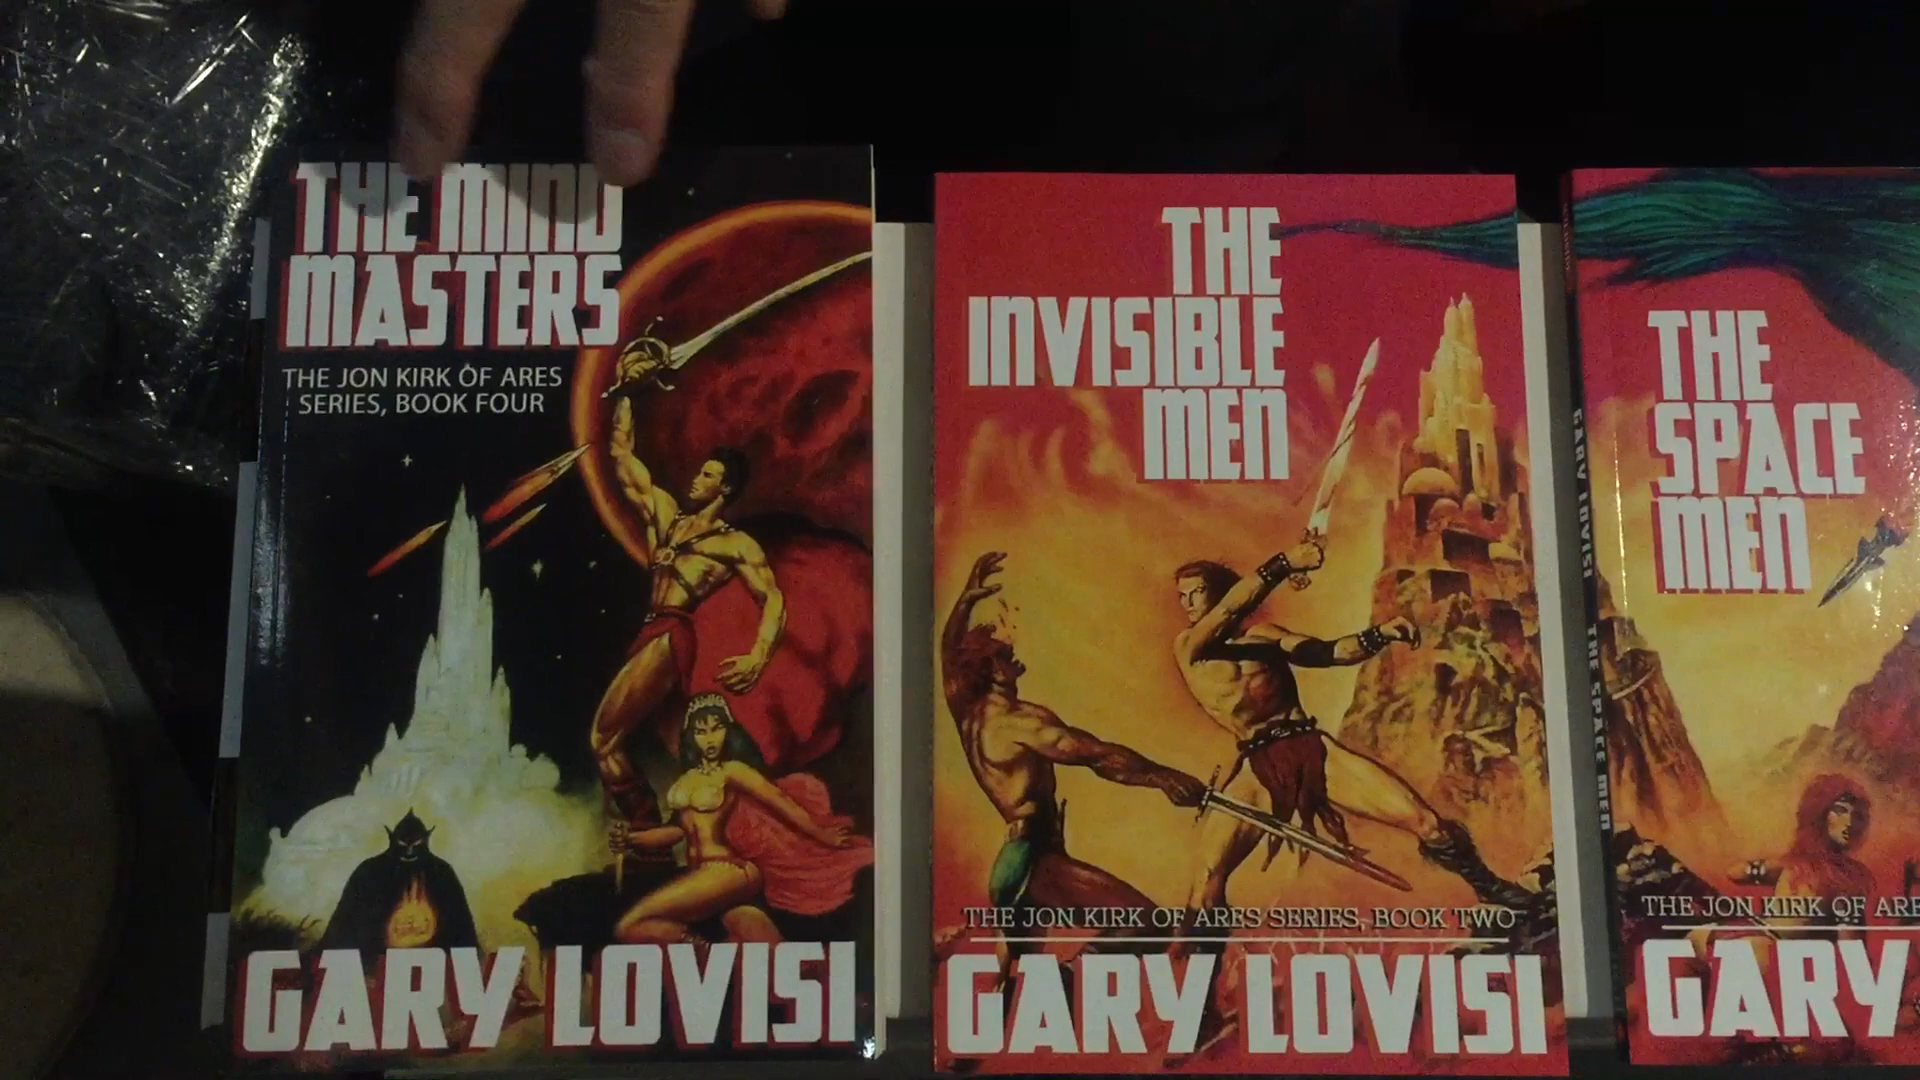 THE MIND
MASTERS
THE JON KIRK OF ARES
SERIES, BOOK FOUR
GARY LOVISI
THE
INVISIBLE
MEN
THE JON KIRK OF ARES SERIES, BOOK TWO
GARY LOVISI
GARY LOVISI THE SPACE MEN
THE
SPACE
MEN
THE JON KIRK OF ARE
GARY